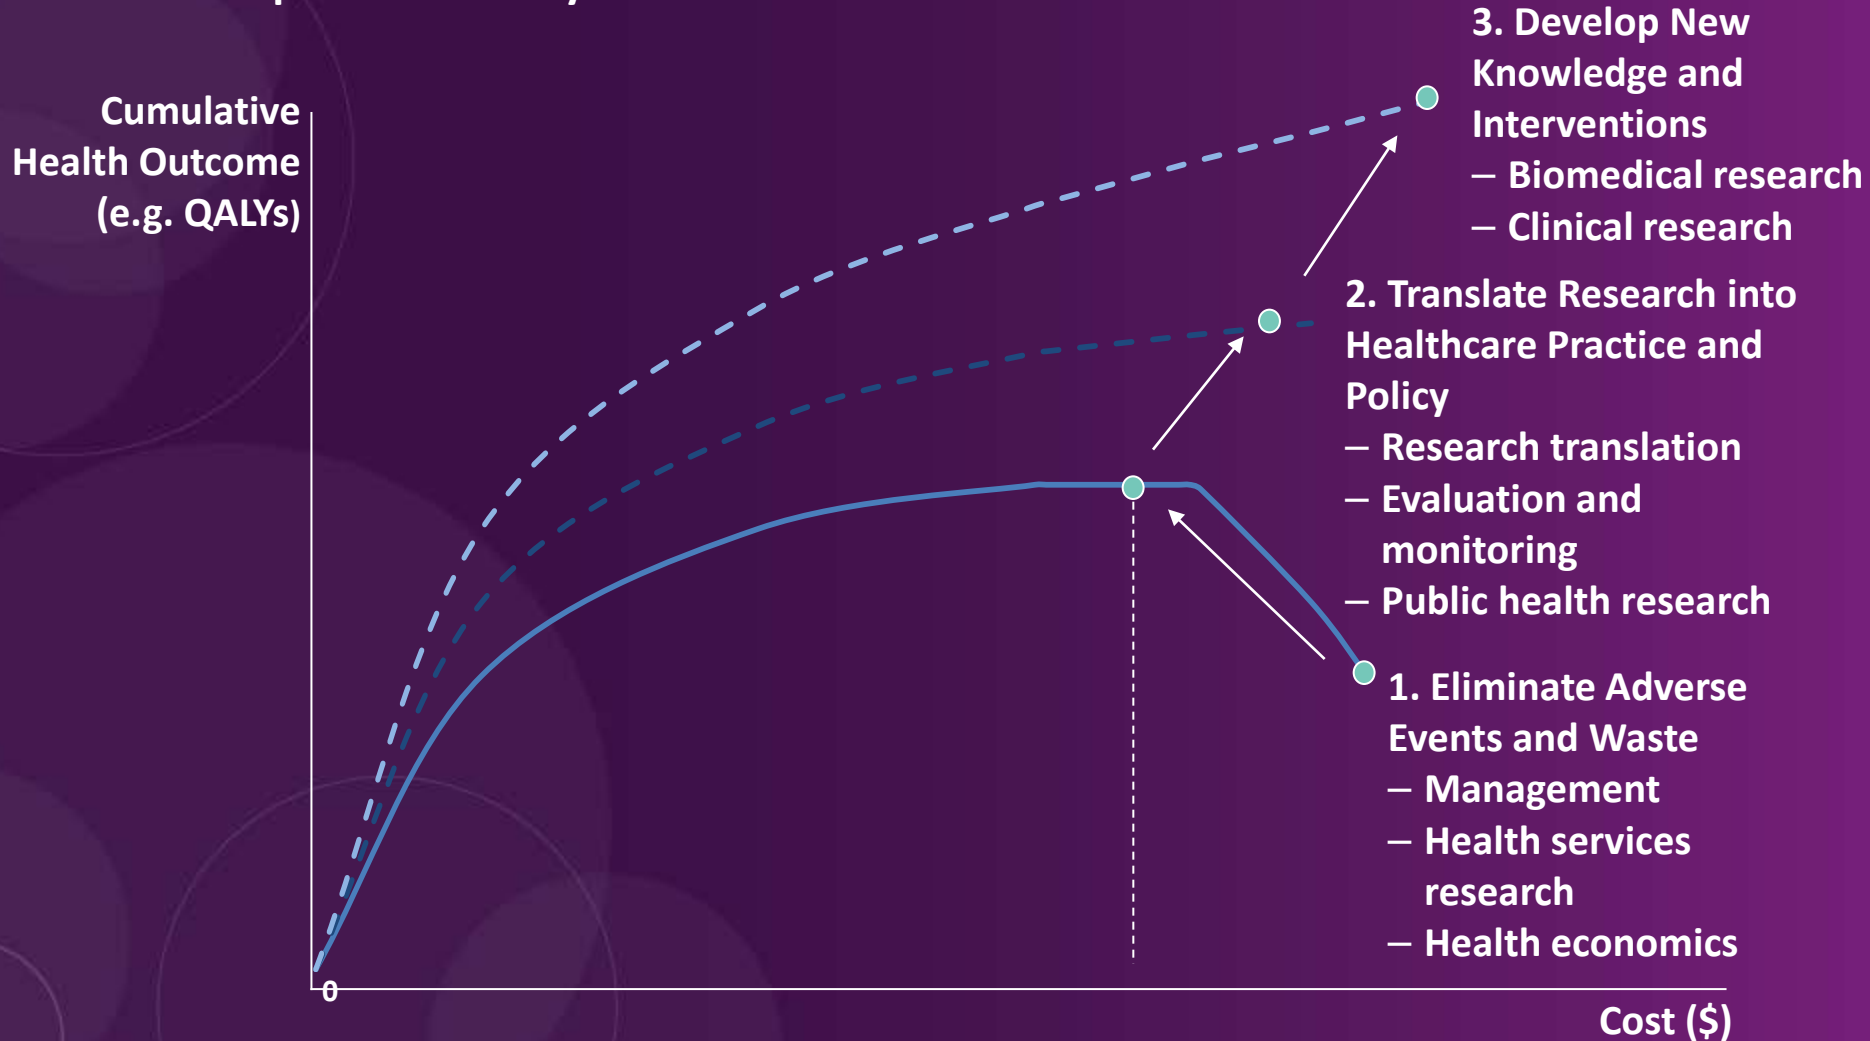 Cumulative
Health Outcome
(e.g. QALYs)
3. Develop New
Knowledge and
Interventions
– Biomedical research
– Clinical research
2. Translate Research into
Healthcare Practice and
Policy
– Research translation
– Evaluation and
monitoring
– Public health research
1. Eliminate Adverse
Events and Waste
– Management
– Health services
research
– Health economics
0
Cost ($)